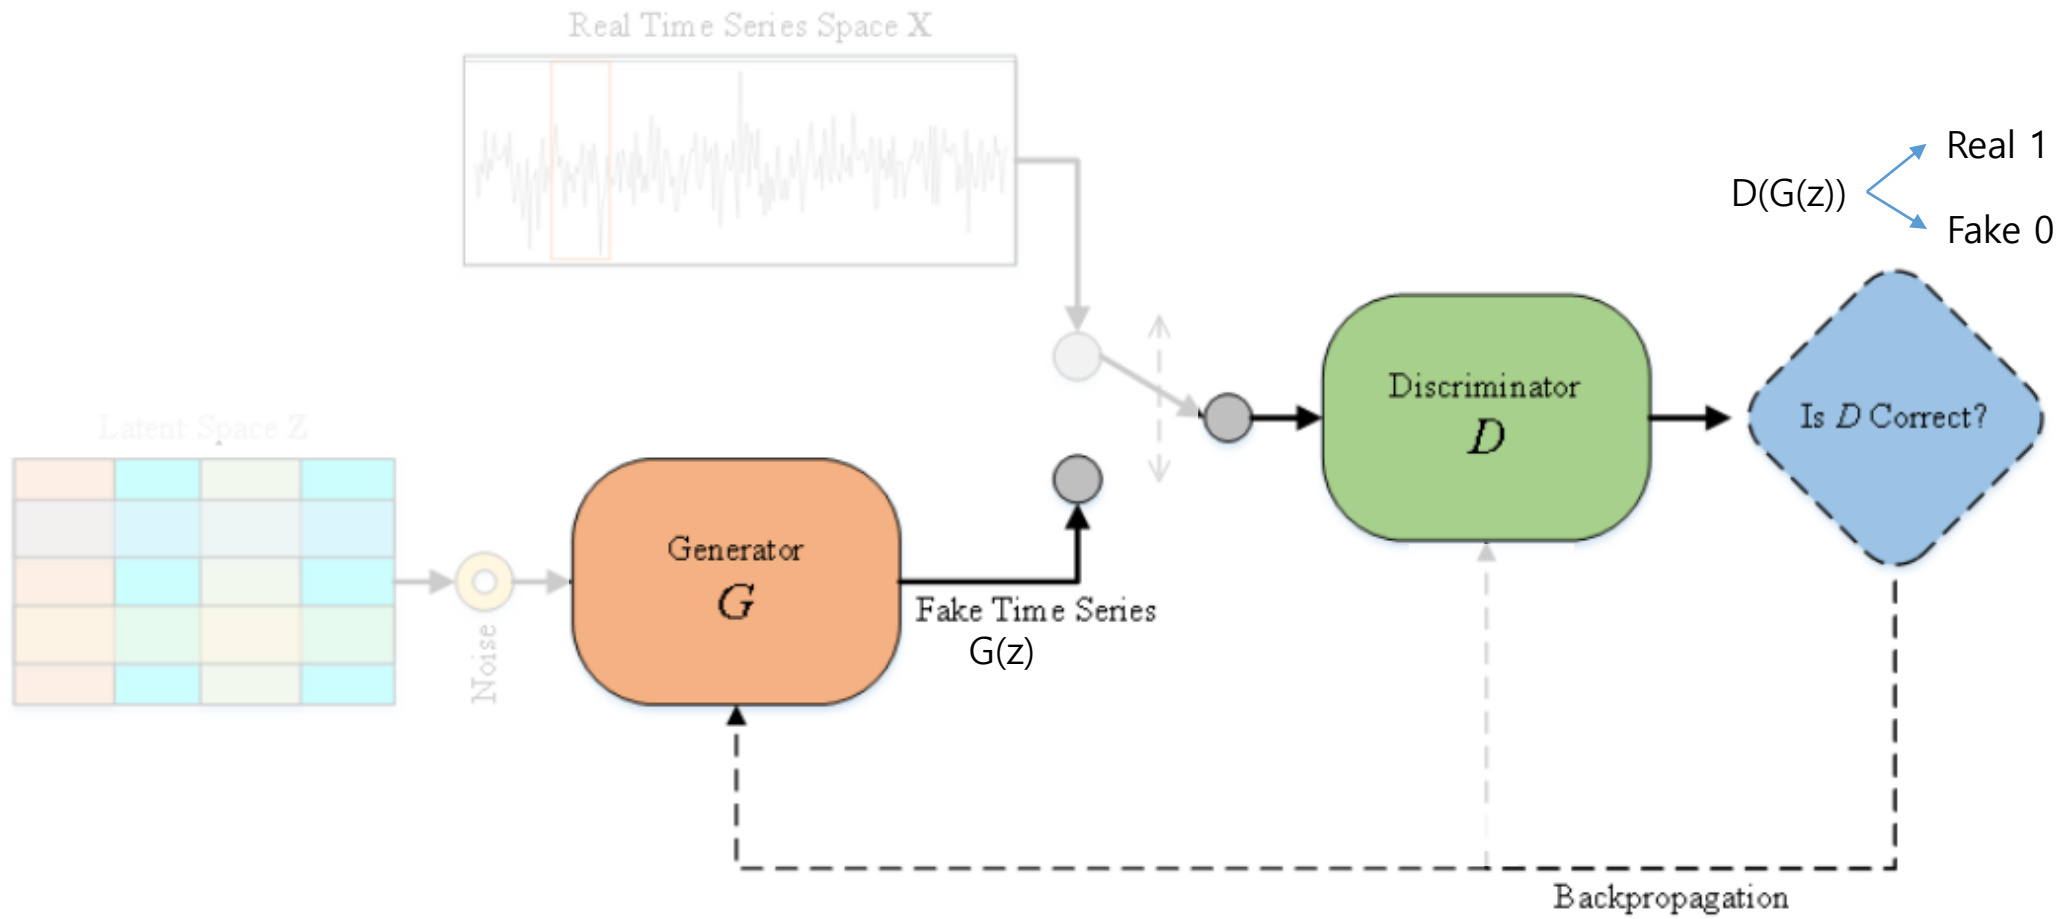 Real Time Series Space X
Real 1
D(G(z))
Fake 0
Discriminator
D
Is D Correct?
Latent Space Z
Generator
G
Noise
Fake Time Series
G(z)
Backpropagation